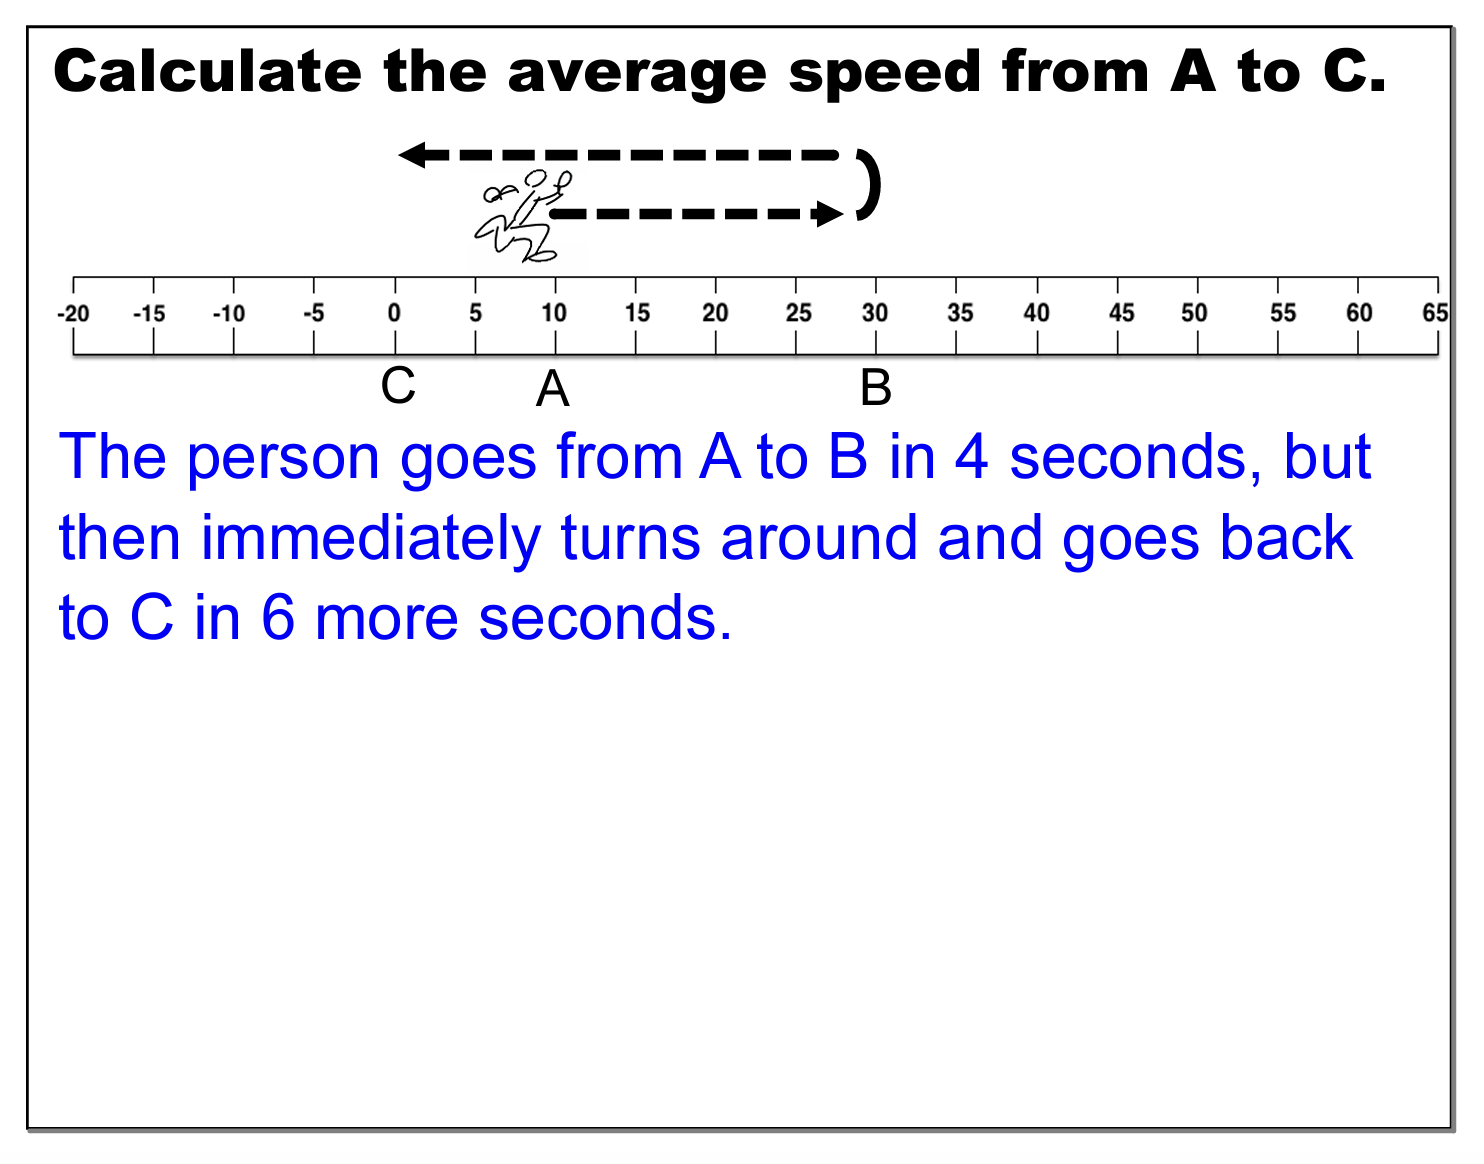 Calculate the average speed from A to C.
-20 -15 -10 -5 0 5 10 15 20 25 30 35 40 45 50 55 60 65
C A B
The person goes from A to B in 4 seconds, but
then immediately turns around and goes back
to C in 6 more seconds.